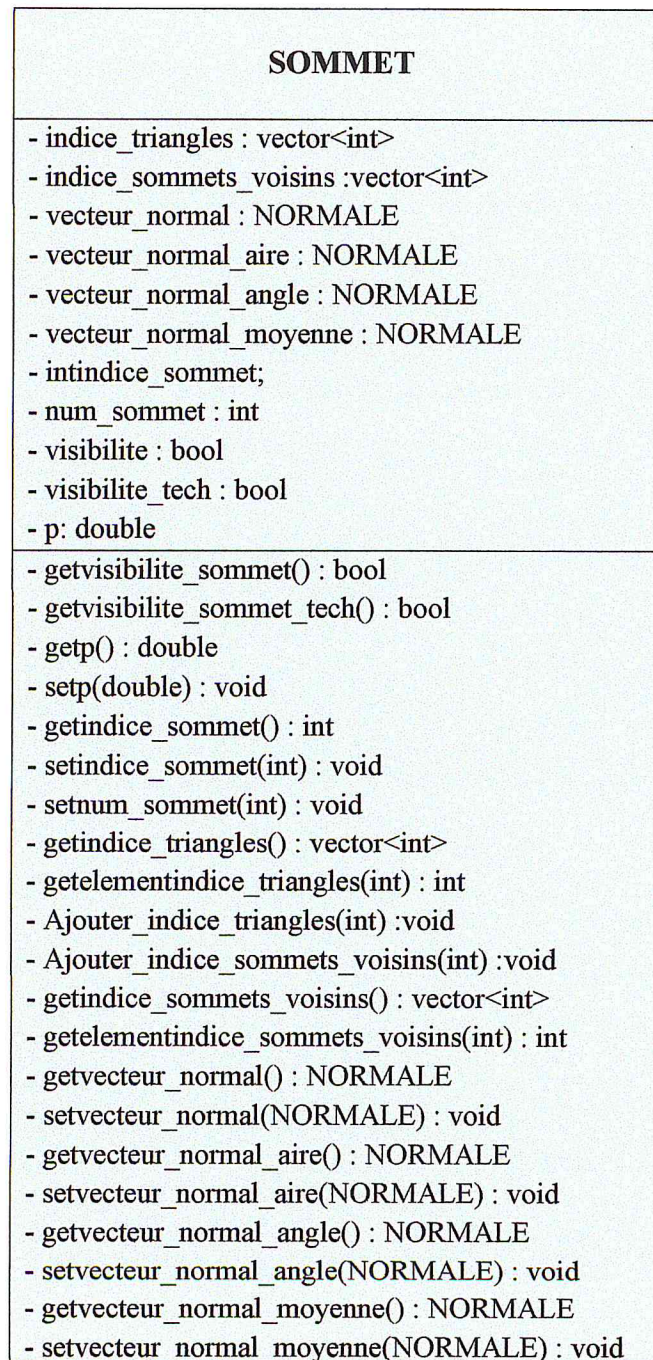 SOMMET
- indice_triangles : vector<int>
- indice_sommets_voisins :vector<int>
- vecteur_normal : NORMALE
- vecteur_normal_aire : NORMALE
- vecteur_normal_angle : NORMALE
- vecteur_normal_moyenne : NORMALE
- intindice_sommet;
- num_sommet : int
- visibilite : bool
- visibilite_tech : bool
- p: double
- getvisibilite_sommet() : bool
- getvisibilite_sommet_tech() : bool
- getp() : double
- setp(double) : void
- getindice_sommet() : int
- setindice_sommet(int) : void
- setnum_sommet(int) : void
- getindice_triangles() : vector<int>
- getelementindice_triangles(int) : int
- Ajouter_indice_triangles(int) :void
- Ajouter_indice_sommets_voisins(int) :void
- getindice_sommets_voisins() : vector<int>
- getelementindice_sommets_voisins(int) : int
- getvecteur_normal() : NORMALE
- setvecteur_normal(NORMALE) : void
- getvecteur_normal_aire() : NORMALE
- setvecteur_normal_aire(NORMALE) : void
- getvecteur_normal_angle() : NORMALE
- setvecteur_normal_angle(NORMALE) : void
- getvecteur_normal_moyenne() : NORMALE
- setvecteur_normal_moyenne(NORMALE) : void